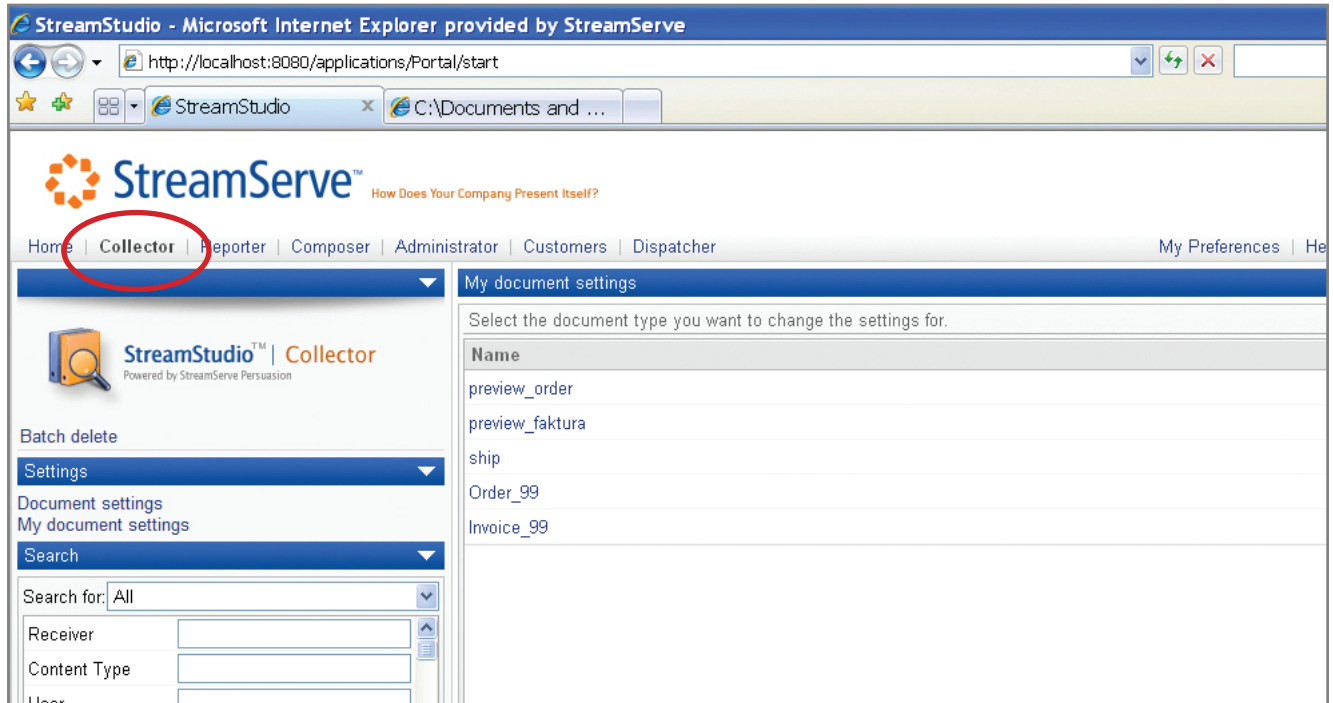 StreamStudio - Microsoft Internet Explorer provided by StreamServe
http://localhost:8080/applications/Portal/start
StreamStudio x C:\Documents and ...
StreamServe™ How Does Your Company Present Itself?
Home | Collector | Reporter | Composer | Administrator | Customers | Dispatcher My Preferences | He
My document settings
Select the document type you want to change the settings for.
StreamStudio™ | Collector
Powered by StreamServe Persuasion
Name
preview_order
preview_faktura
ship
Order_99
Invoice_99
Batch delete
Settings
Document settings
My document settings
Search
Search for: All
Receiver
Content Type
User